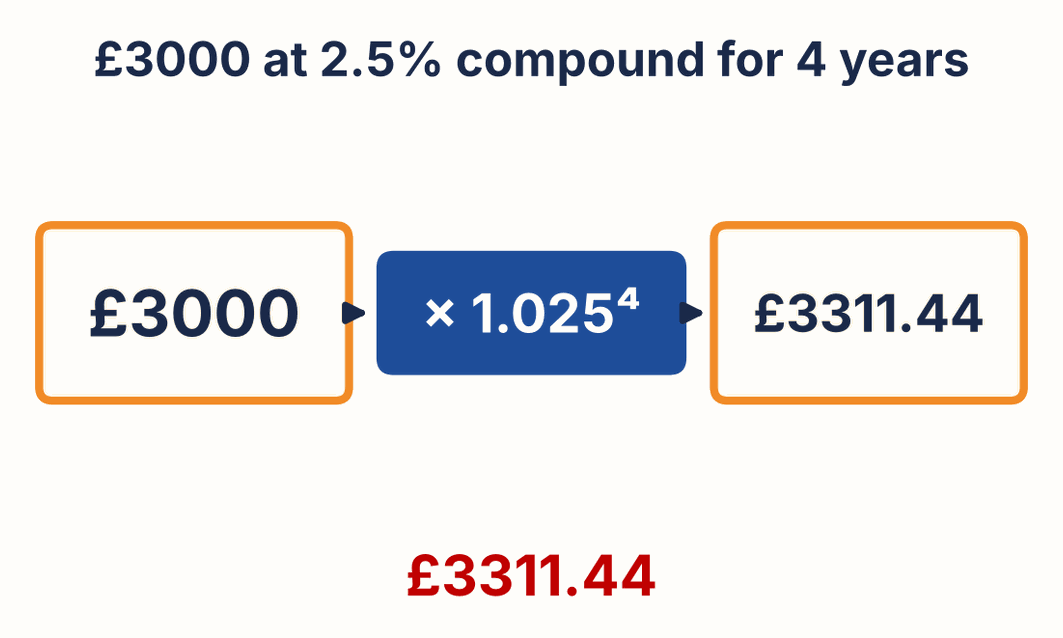 £3000 at 2.5% compound for 4 years
£3000
× 1.025⁴
£3311.44
£3311.44